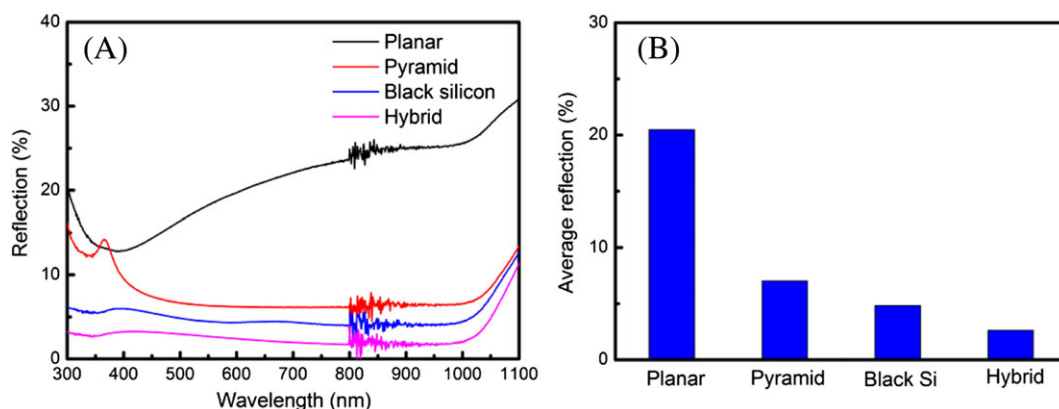 (A)
Planar
Pyramid
Black silicon
Hybrid
40
30
20
10
0
Reflection (%)
300 400 500 600 700 800 900 1000 1100
Wavelength (nm)
(B)
30
20
10
0
Average reflection (%)
Planar Pyramid Black Si Hybrid